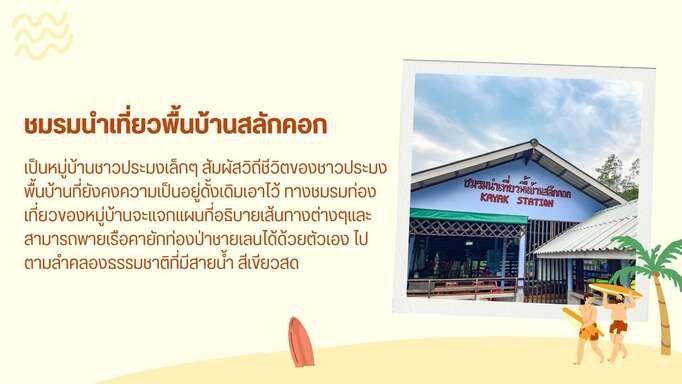 ชมรมนำเที่ยวพื้นบ้านสลักคอก
เป็นหมู่บ้านชาวประมงเล็กๆ สัมผัสวิถีชีวิตของชาวประมง
พื้นบ้านที่ยังคงความเป็นอยู่ดั้งเดิมเอาไว้ ทางชมรมท่อง
เที่ยวของหมู่บ้านจะแจกแผนที่อธิบายเส้นทางต่างๆและ
สามารถพายเรือคายักท่องป่าชายเลนได้ด้วยตัวเอง ไป
ตามลำคลองธรรมชาติที่มีสายน้ำ สีเขียวสด
ชมรมนำเที่ยวพื้นบ้านสลักคอก
KAYAK STATION